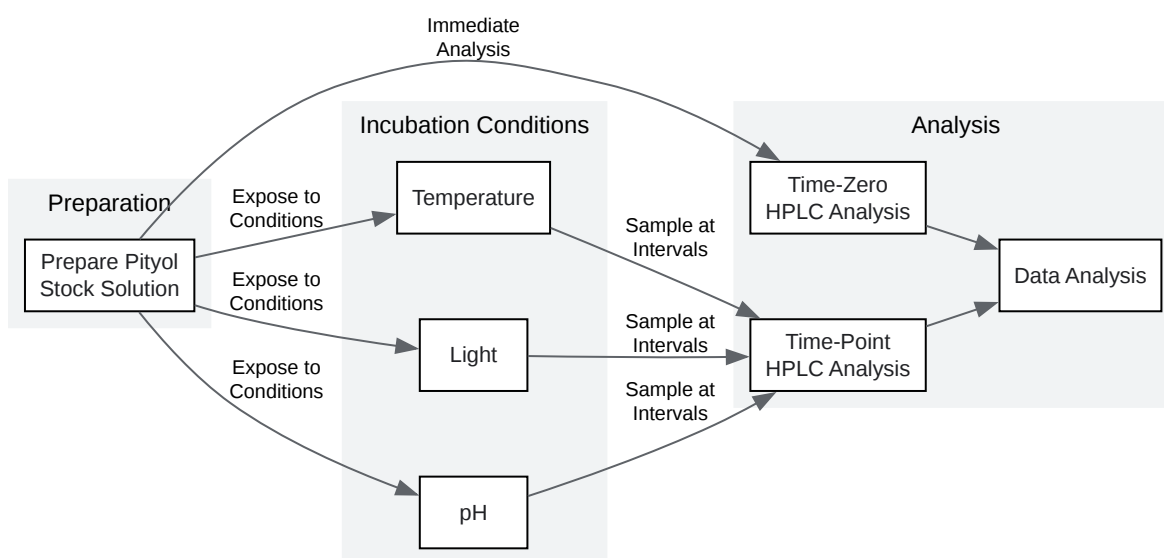 Immediate
Analysis
Preparation
Prepare Pityol
Stock Solution
Expose to
Conditions
Expose to
Conditions
Expose to
Conditions
Incubation Conditions
Temperature
Light
pH
Sample at
Intervals
Sample at
Intervals
Sample at
Intervals
Analysis
Time-Zero
HPLC Analysis
Time-Point
HPLC Analysis
Data Analysis